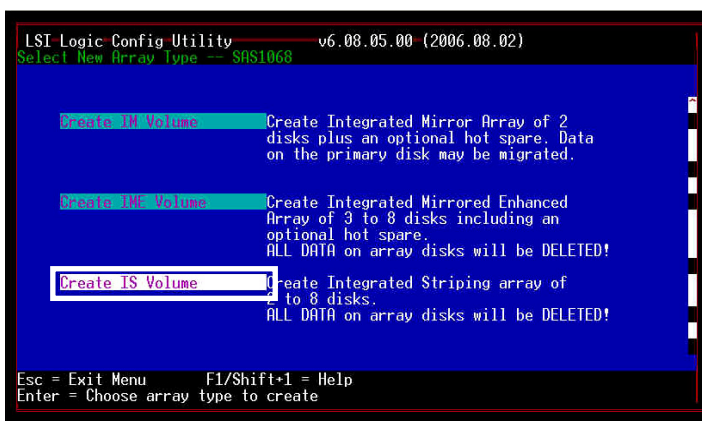 LSI Logic Config Utility v6.08.05.00 (2006.08.02)
Select New Array Type -- SAS1068
Create IM Volume Create Integrated Mirror Array of 2
disks plus an optional hot spare. Data
on the primary disk may be migrated.
Create IME Volume Create Integrated Mirrored Enhanced
Array of 3 to 8 disks including an
optional hot spare.
ALL DATA on array disks will be DELETED!
Create IS Volume Create Integrated Striping array of
2 to 8 disks.
ALL DATA on array disks will be DELETED!
Esc = Exit Menu F1/Shift+1 = Help
Enter = Choose array type to create